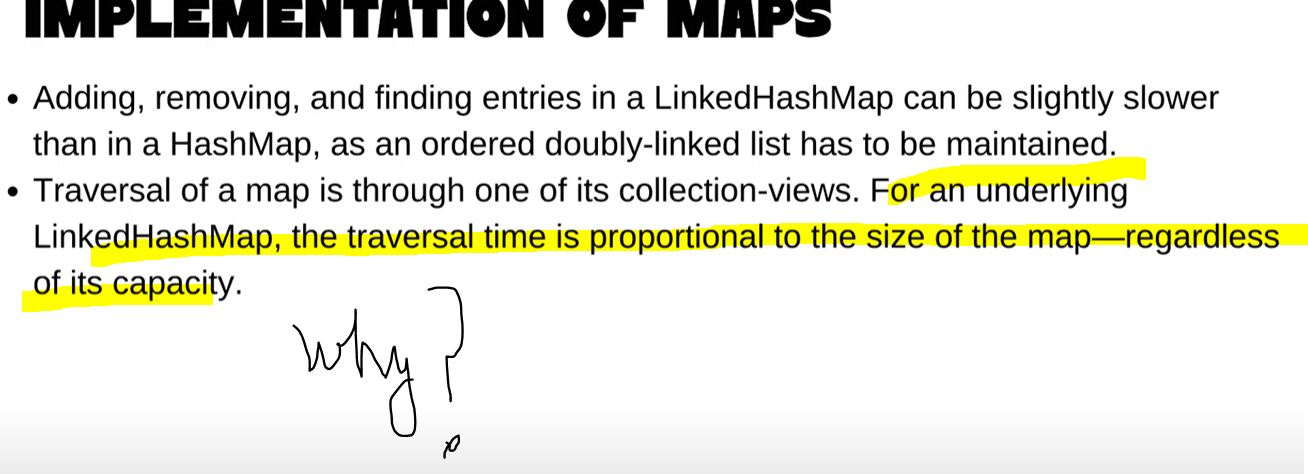 IMPLEMENTATION OF MAPS
• Adding, removing, and finding entries in a LinkedHashMap can be slightly slower
than in a HashMap, as an ordered doubly-linked list has to be maintained.
• Traversal of a map is through one of its collection-views. For an underlying
LinkedHashMap, the traversal time is proportional to the size of the map—regardless
of its capacity.
why?